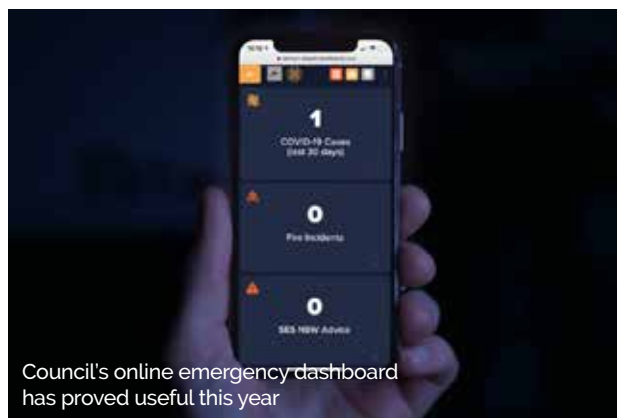 1
COVID-19 Cases
(last 30 days)
0
Fire Incidents
0
SES NSW Advice
Council's online emergency dashboard
has proved useful this year